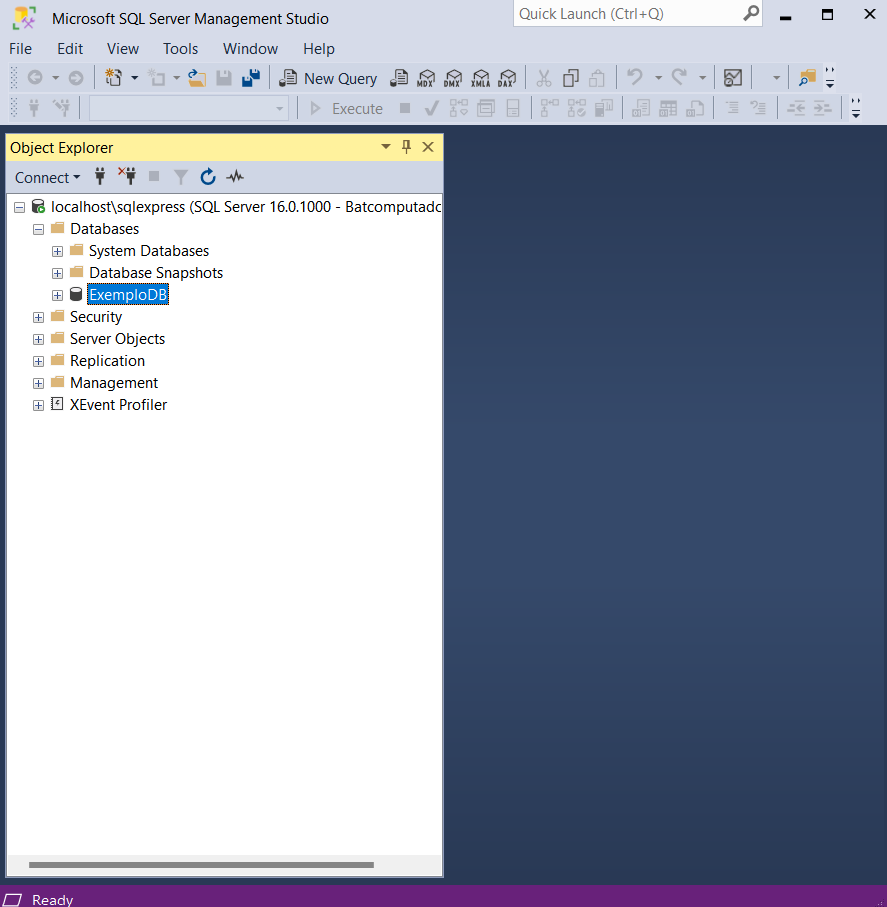 Microsoft SQL Server Management Studio
Quick Launch (Ctrl+Q)
File Edit View Tools Window Help
New Query MDX DMX XMLA DAX
Execute
Object Explorer
Connect
localhost\sqlexpress (SQL Server 16.0.1000 - Batcomputado
Databases
System Databases
Database Snapshots
ExemploDB
Security
Server Objects
Replication
Management
XEvent Profiler
Ready